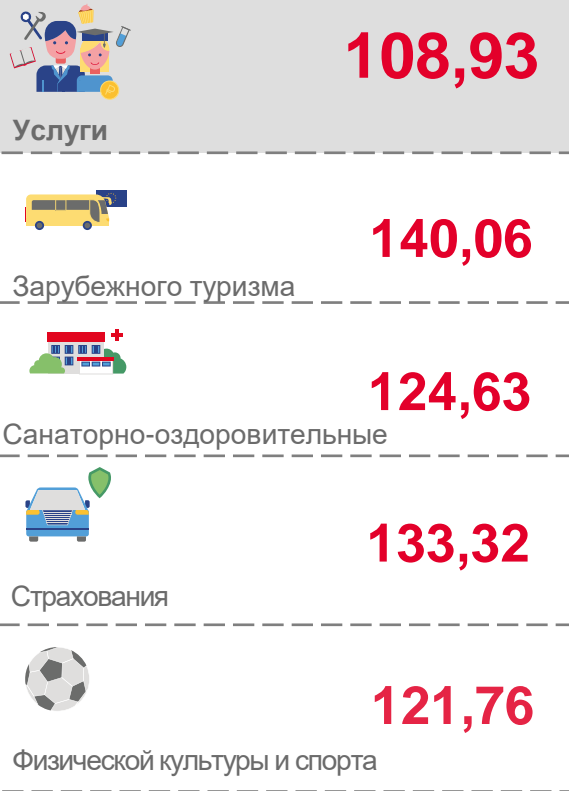 108,93
Услуги
140,06
Зарубежного туризма
124,63
Санаторно-оздоровительные
133,32
Страхования
121,76
Физической культуры и спорта